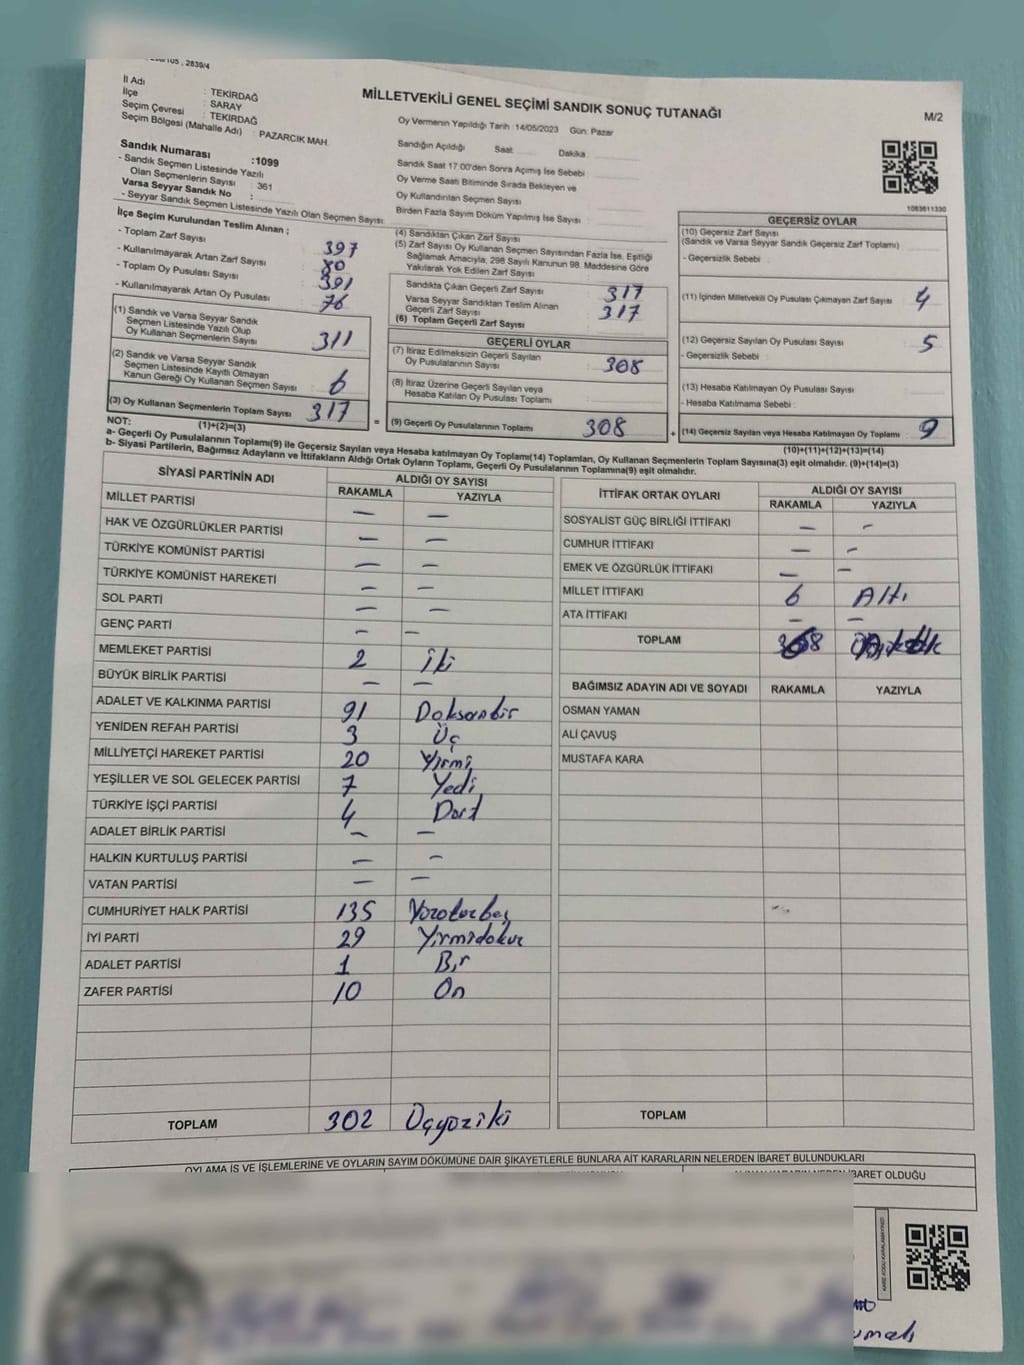 , 2839/4
İl Adı : TEKİRDAĞ
İlçe : SARAY
Seçim Çevresi : TEKİRDAĞ
Seçim Bölgesi (Mahalle Adı) : PAZARCIK MAH.
MİLLETVEKİLİ GENEL SEÇİMİ SANDIK SONUÇ TUTANAĞI
M/2
Oy Vermenin Yapıldığı Tarih :14/05/2023 Gün: Pazar
Sandığın Açıldığı Saat Dakika
Sandık Saat 17:00'den Sonra Açımış İse Sebebi
Oy Verme Saati Bitiminde Sırada Bekleyen ve
Oy Kullandırılan Seçmen Sayısı
Birden Fazla Sayım Döküm Yapılmış İse Sayısı
1083611330
Sandık Numarası :1099
- Sandık Seçmen Listesinde Yazılı
Olan Seçmenlerin Sayısı : 361
Varsa Seyyar Sandık No :
- Seyyar Sandık Seçmen Listesinde Yazılı Olan Seçmen Sayısı:
İlçe Seçim Kurulundan Teslim Alınan ;
- Toplam Zarf Sayısı 397
- Kullanılmayarak Artan Zarf Sayısı 80
- Toplam Oy Pusulası Sayısı 391
- Kullanılmayarak Artan Oy Pusulası 76
(1) Sandık ve Varsa Seyyar Sandık
Seçmen Listesinde Yazılı Olup
Oy Kullanan Seçmenlerin Sayısı 311
(2) Sandık ve Varsa Seyyar Sandık
Seçmen Listesinde Kayıtlı Olmayan
Kanun Gereği Oy Kullanan Seçmen Sayısı 6
(3) Oy Kullanan Seçmenlerin Toplam Sayısı 317
(4) Sandıktan Çıkan Zarf Sayısı
(5) Zarf Sayısı Oy Kullanan Seçmen Sayısından Fazla İse, Eşitliği
Sağlamak Amacıyla; 298 Sayılı Kanunun 98. Maddesine Göre
Yakılarak Yok Edilen Zarf Sayısı
Sandıkta Çıkan Geçerli Zarf Sayısı 317
Varsa Seyyar Sandıktan Teslim Alınan
Geçerli Zarf Sayısı 317
(6) Toplam Geçerli Zarf Sayısı
GEÇERLİ OYLAR
(7) İtiraz Edilmeksizin Geçerli Sayılan
Oy Pusulalarının Sayısı 308
(8) İtiraz Üzerine Geçerli Sayılan veya
Hesaba Katılan Oy Pusulası Toplamı
= (9) Geçerli Oy Pusulalarının Toplamı 308
GEÇERSİZ OYLAR
(10) Geçersiz Zarf Sayısı
(Sandık ve Varsa Seyyar Sandık Geçersiz Zarf Toplamı)
- Geçersizlik Sebebi :
(11) İçinden Milletvekili Oy Pusulası Çıkmayan Zarf Sayısı 4
(12) Geçersiz Sayılan Oy Pusulası Sayısı 5
- Geçersizlik Sebebi :
(13) Hesaba Katılmayan Oy Pusulası Sayısı
- Hesaba Katılmama Sebebi :
+ (14) Geçersiz Sayılan veya Hesaba Katılmayan Oy Toplamı 9
NOT: (1)+(2)=(3)
(10)+(11)+(12)+(13)=(14)
a- Geçerli Oy Pusulalarının Toplamı(9) ile Geçersiz Sayılan veya Hesaba katılmayan Oy Toplamı(14) Toplamları, Oy Kullanan Seçmenlerin Toplam Sayısına(3) eşit olmalıdır. (9)+(14)=(3)
b- Siyasi Partilerin, Bağımsız Adayların ve İttifakların Aldığı Ortak Oyların Toplamı, Geçerli Oy Pusulalarının Toplamına(9) eşit olmalıdır.
SİYASİ PARTİNİN ADI ALDIĞI OY SAYISI
RAKAMLA YAZIYLA
MİLLET PARTİSİ — —
HAK VE ÖZGÜRLÜKLER PARTİSİ — —
TÜRKİYE KOMÜNİST PARTİSİ — —
TÜRKİYE KOMÜNİST HAREKETİ — —
SOL PARTİ — —
GENÇ PARTİ — —
MEMLEKET PARTİSİ 2 İki
BÜYÜK BİRLİK PARTİSİ — —
ADALET VE KALKINMA PARTİSİ 91 Doksanbir
YENİDEN REFAH PARTİSİ 3 Üç
MİLLİYETÇİ HAREKET PARTİSİ 20 Yirmi
YEŞİLLER VE SOL GELECEK PARTİSİ 7 Yedi
TÜRKİYE İŞÇİ PARTİSİ 4 Dört
ADALET BİRLİK PARTİSİ — —
HALKIN KURTULUŞ PARTİSİ — —
VATAN PARTİSİ — —
CUMHURİYET HALK PARTİSİ 135 Yüzotuzbeş
İYİ PARTİ 29 Yirmidokuz
ADALET PARTİSİ 1 Bir
ZAFER PARTİSİ 10 On
TOPLAM 302 Üçyüziki
İTTİFAK ORTAK OYLARI ALDIĞI OY SAYISI
RAKAMLA YAZIYLA
SOSYALİST GÜÇ BİRLİĞİ İTTİFAKI — —
CUMHUR İTTİFAKI — —
EMEK VE ÖZGÜRLÜK İTTİFAKI — —
MİLLET İTTİFAKI 6 Altı
ATA İTTİFAKI — —
TOPLAM
BAĞIMSIZ ADAYIN ADI VE SOYADI RAKAMLA YAZIYLA
OSMAN YAMAN
ALİ ÇAVUŞ
MUSTAFA KARA
TOPLAM
OYLAMA İŞ VE İŞLEMLERİNE VE OYLARIN SAYIM DÖKÜMÜNE DAİR ŞİKAYETLERLE BUNLARA AİT KARARLARIN NELERDEN İBARET BULUNDUKLARI
İBARET OLDUĞU